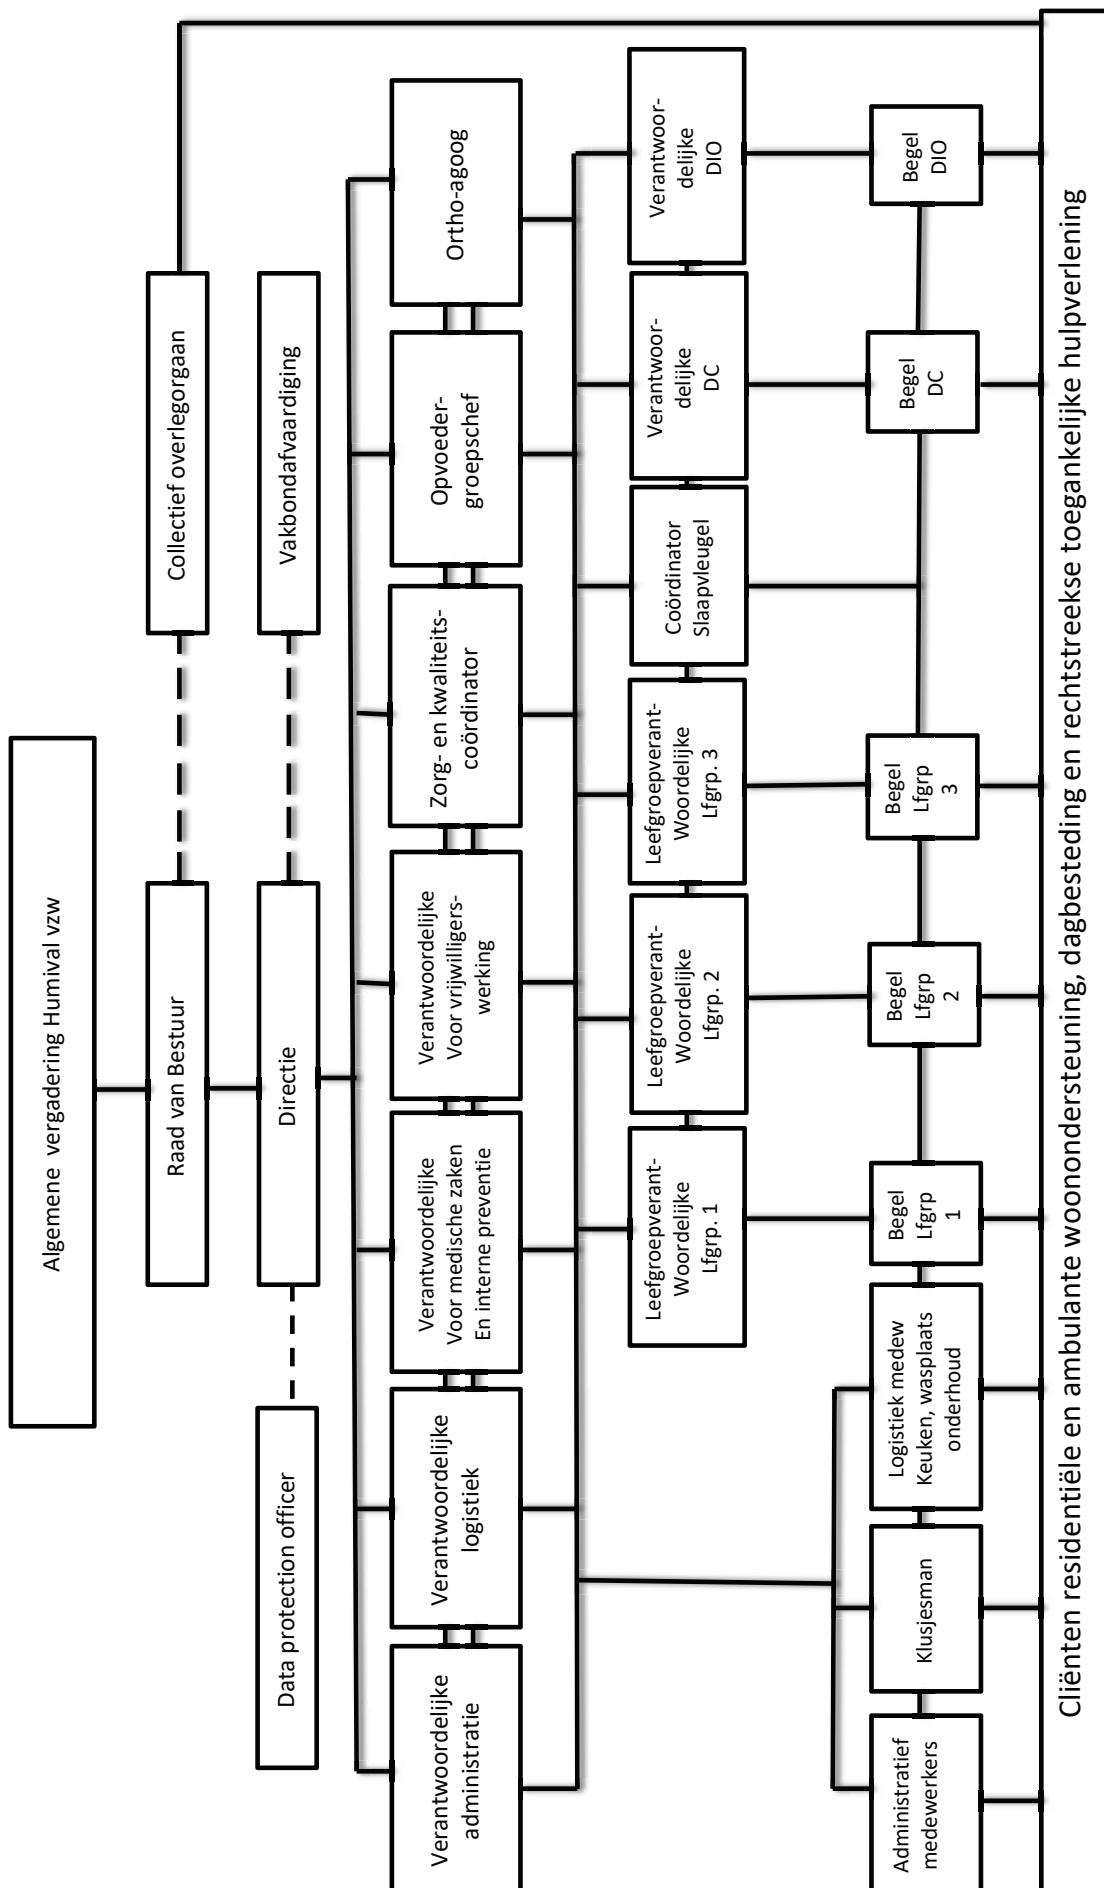 Algemene vergadering Humival vzw
Raad van Bestuur
Collectief overlegorgaan
Data protection officer
Directie
Vakbondafvaardiging
Verantwoordelijke
administratie
Verantwoordelijke
logistiek
Verantwoordelijke
Voor medische zaken
En interne preventie
Verantwoordelijke
Voor vrijwilligers-
werking
Zorg- en kwaliteits-
coördinator
Opvoeder-
groepschef
Ortho-agoog
Leefgroepverant-
Woordelijke
Lfgrp. 1
Leefgroepverant-
Woordelijke
Lfgrp. 2
Leefgroepverant-
Woordelijke
Lfgrp. 3
Coördinator
Slaapvleugel
Verantwoor-
delijke
DC
Verantwoor-
delijke
DIO
Administratief
medewerkers
Klusjesman
Logistiek medew
Keuken, wasplaats
onderhoud
Begel
Lfgrp
1
Begel
Lfgrp
2
Begel
Lfgrp
3
Begel
DC
Begel
DIO
Cliënten residentiële en ambulante woonondersteuning, dagbesteding en rechtstreekse toegankelijke hulpverlening